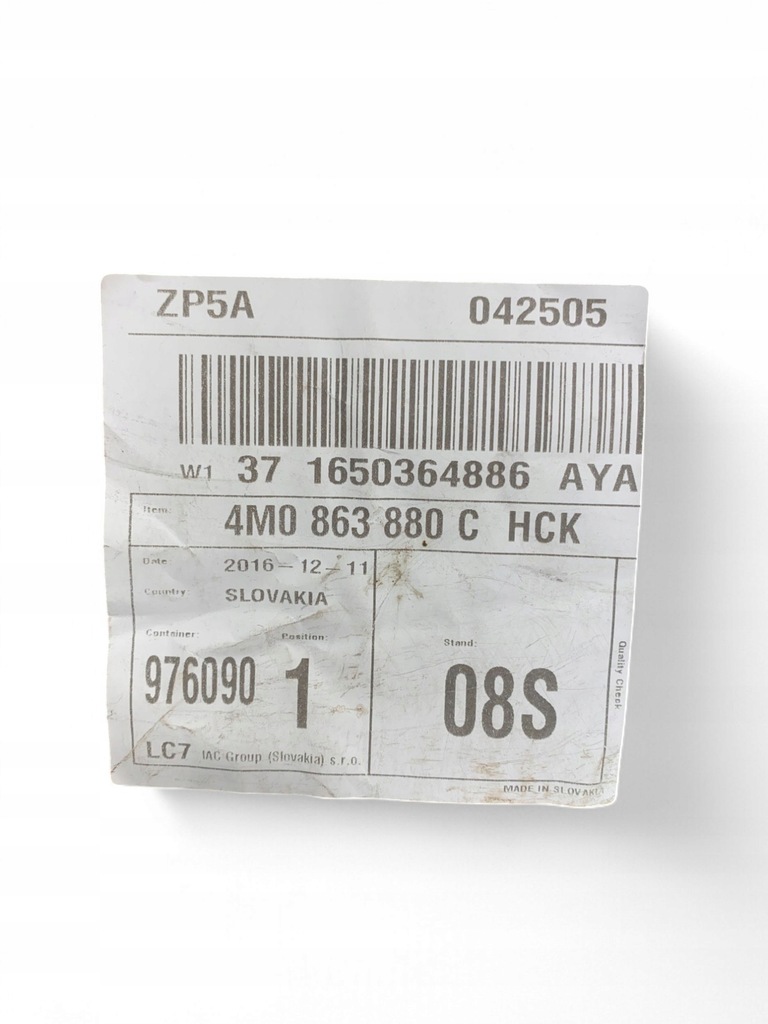 ZP5A 042505
W1 37 1650364886 AYA
Item: 4M0 863 880 C HCK
Date: 2016-12-11
Country: SLOVAKIA
Container: Position: Stand:
976090 1 08S
Quality Check
LC7 IAC Group (Slovakia) s.r.o.
MADE IN SLOVAKIA